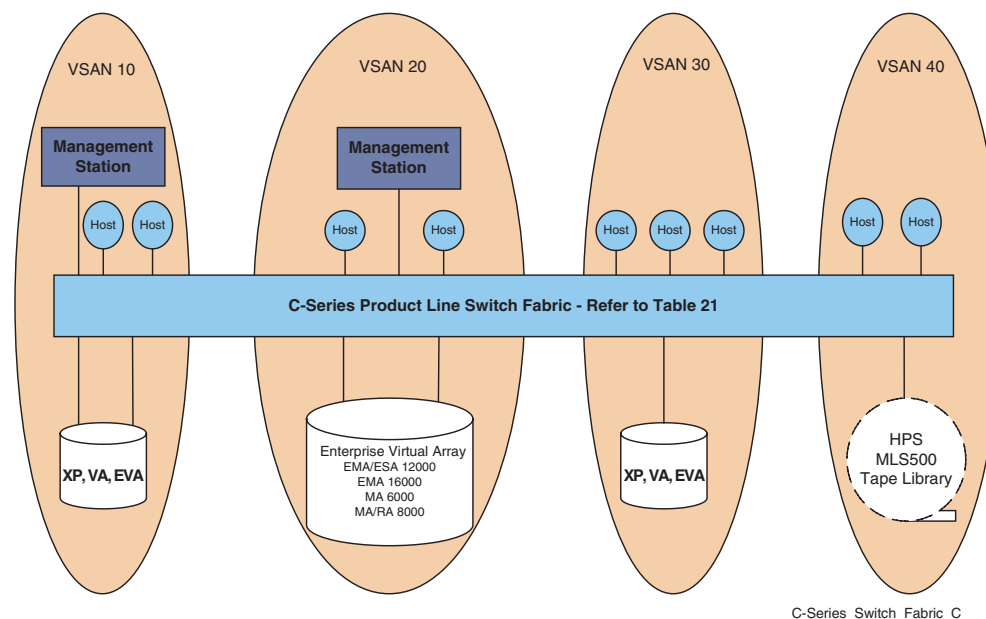 VSAN 10
VSAN 20
VSAN 30
VSAN 40
Management
Station
Management
Station
Host
Host
Host
Host
Host
Host
Host
Host
Host
C-Series Product Line Switch Fabric - Refer to Table 21
XP, VA, EVA
Enterprise Virtual Array
EMA/ESA 12000
EMA 16000
MA 6000
MA/RA 8000
XP, VA, EVA
HPS
MLS500
Tape Library
C-Series Switch Fabric C